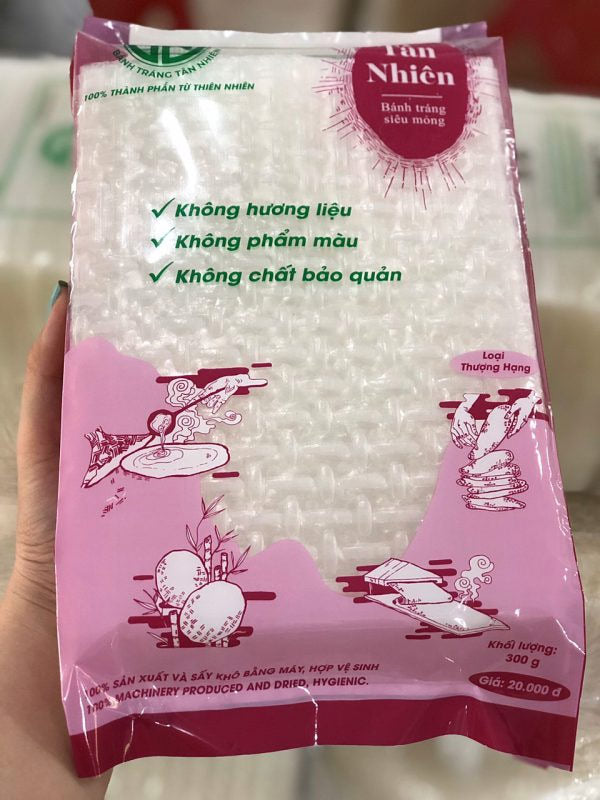 BÁNH TRÁNG TÂN NHIÊN
100% THÀNH PHẦN TỪ THIÊN NHIÊN
Tân
Nhiên
Bánh tráng
siêu mỏng
Không hương liệu
Không phẩm màu
Không chất bảo quản
Loại
Thượng Hạng
Khối lượng:
300 g
Giá: 20.000 đ
100% SẢN XUẤT VÀ SẤY KHÔ BẰNG MÁY, HỢP VỆ SINH
100% MACHINERY PRODUCED AND DRIED, HYGIENIC.